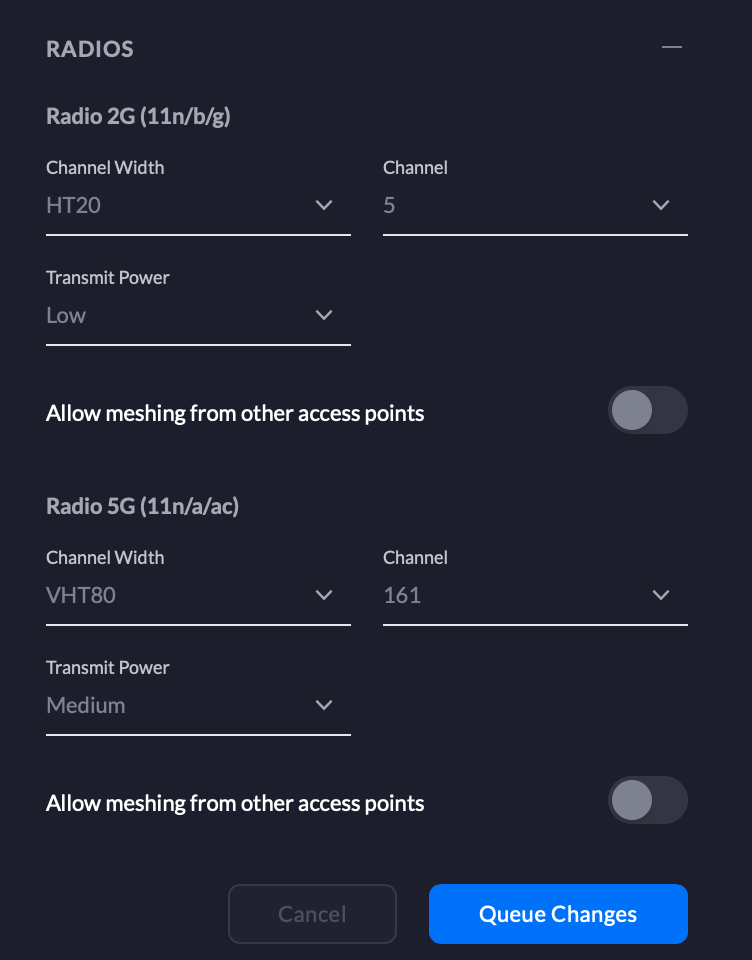 RADIOS
Radio 2G (11n/b/g)
Channel Width Channel
HT20 5
Transmit Power
Low
Allow meshing from other access points
Radio 5G (11n/a/ac)
Channel Width Channel
VHT80 161
Transmit Power
Medium
Allow meshing from other access points
Cancel Queue Changes